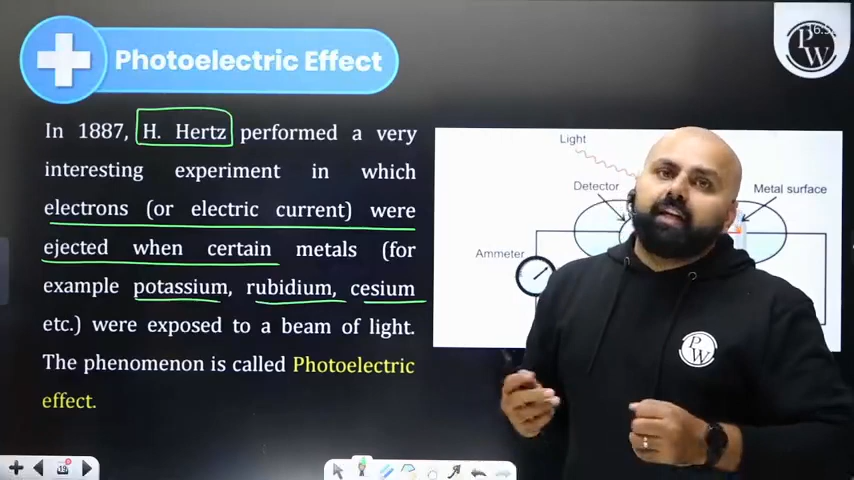 Photoelectric Effect
In 1887, H. Hertz performed a very
interesting experiment in which
electrons (or electric current) were
ejected when certain metals (for
example potassium, rubidium, cesium
etc.) were exposed to a beam of light.
The phenomenon is called Photoelectric
effect.
Light
Detector
Metal surface
Ammeter
P
W
P
W